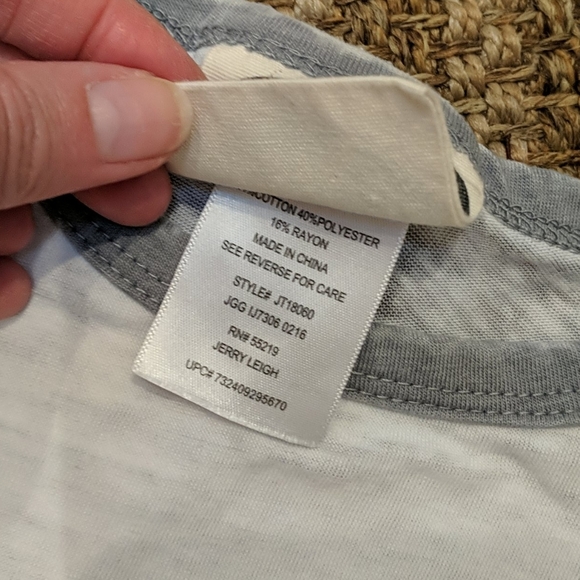 COTTON 40%POLYESTER
16% RAYON
MADE IN CHINA
SEE REVERSE FOR CARE
STYLE# JT18060
JGG IJ7306 0216
RN# 55219
JERRY LEIGH
UPC# 732409295670